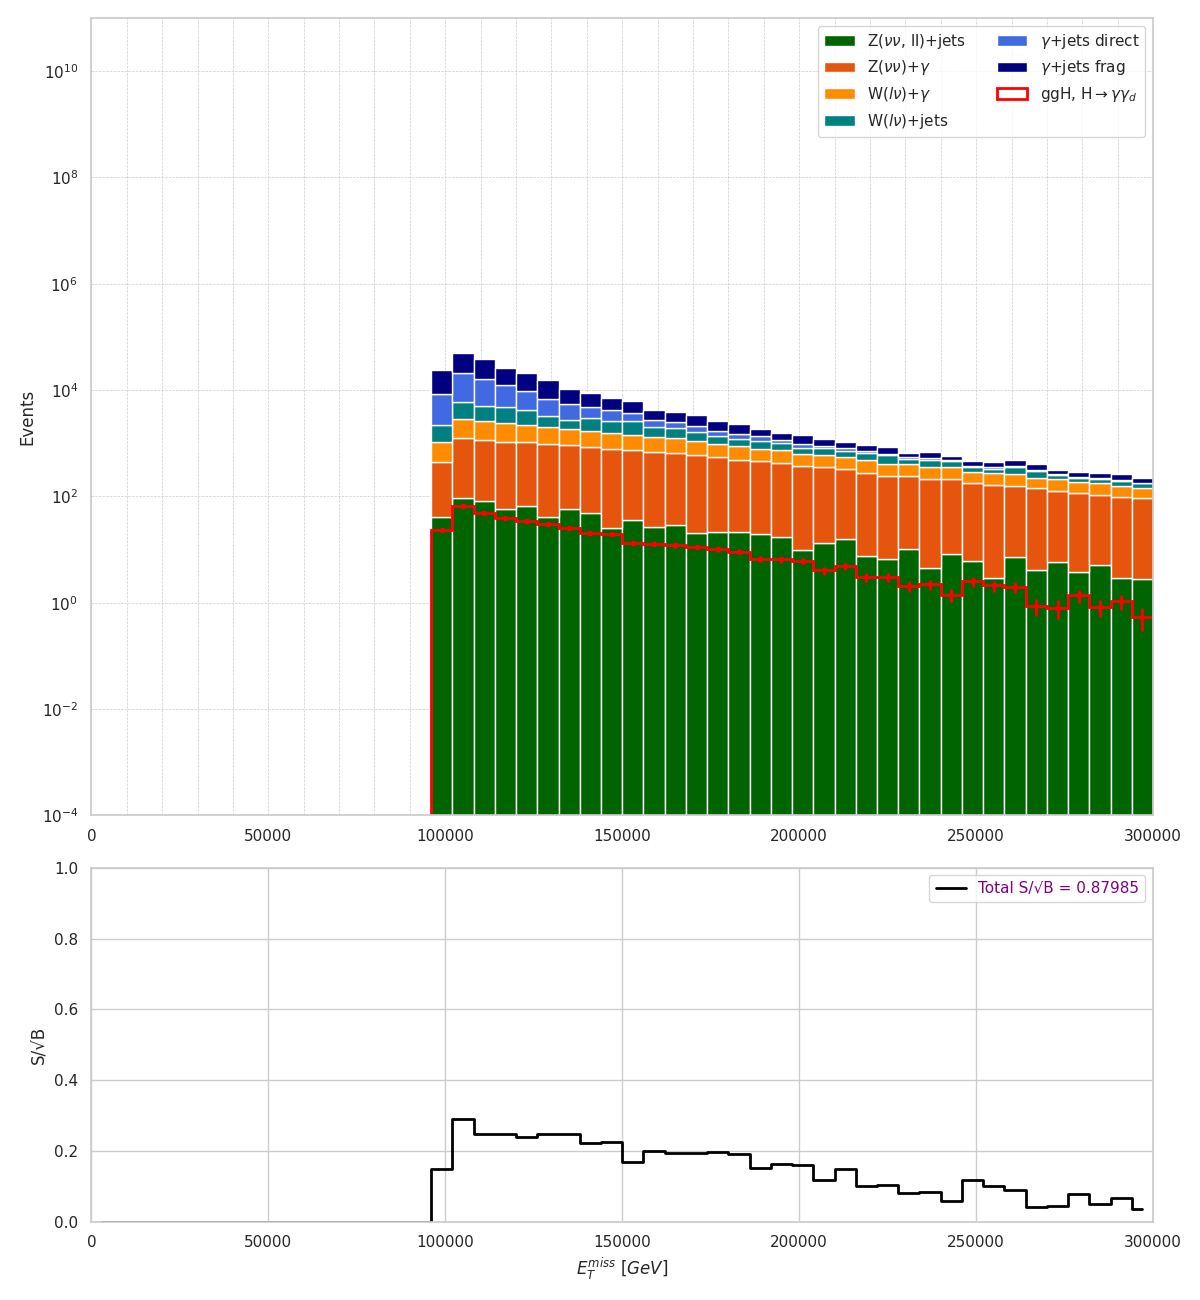 Z(νν, ll)+jets
Z(νν)+γ
W(lν)+γ
W(lν)+jets
γ+jets direct
γ+jets frag
ggH, H→γγ_d
Events
10^10
10^8
10^6
10^4
10^2
10^0
10^−2
10^−4
0 50000 100000 150000 200000 250000 300000
Total S/√B = 0.87985
S/√B
1.0
0.8
0.6
0.4
0.2
0.0
0 50000 100000 150000 200000 250000 300000
E_T^miss [GeV]